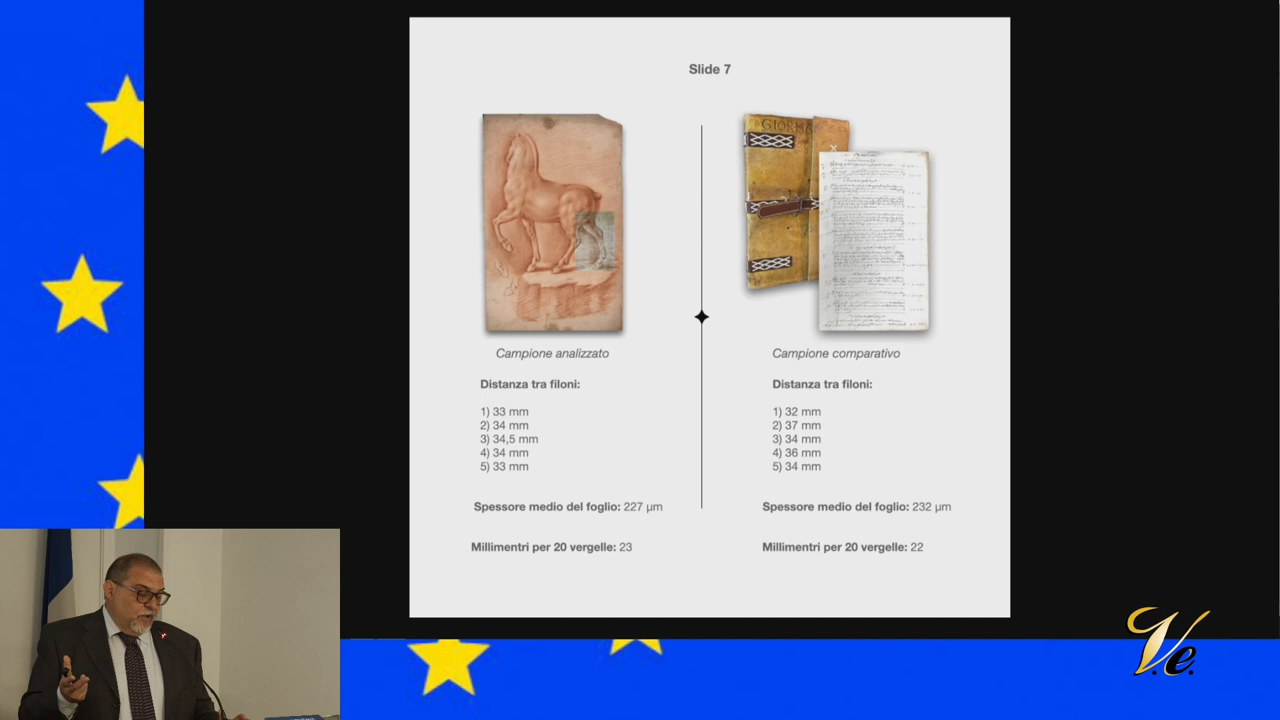 Slide 7
GIORNA
Campione analizzato
Distanza tra filoni:
1) 33 mm
2) 34 mm
3) 34,5 mm
4) 34 mm
5) 33 mm
Spessore medio del foglio: 227 µm
Millimentri per 20 vergelle: 23
Campione comparativo
Distanza tra filoni:
1) 32 mm
2) 37 mm
3) 34 mm
4) 36 mm
5) 34 mm
Spessore medio del foglio: 232 µm
Millimentri per 20 vergelle: 22
V.e.